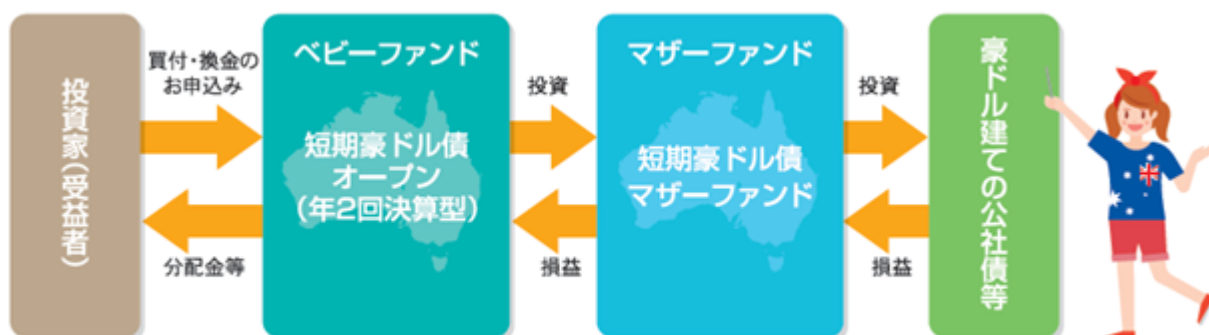 投資家(受益者)
買付・換金の
お申込み
分配金等
ベビーファンド
短期豪ドル債
オープン
(年2回決算型)
投資
損益
マザーファンド
短期豪ドル債
マザーファンド
投資
損益
豪ドル建ての公社債等